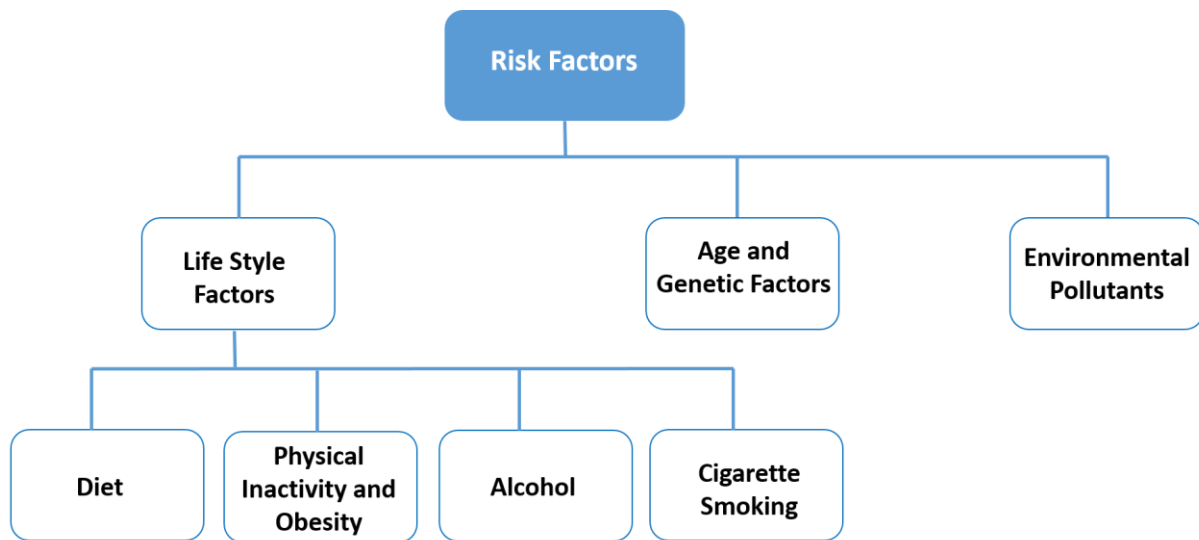 Risk Factors
Life Style
Factors
Age and
Genetic Factors
Environmental
Pollutants
Diet
Physical
Inactivity and
Obesity
Alcohol
Cigarette
Smoking